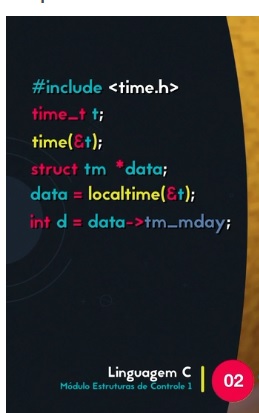 #include <time.h>
time_t t;
time(&t);
struct tm *data;
data = localtime(&t);
int d = data->tm_mday;
Linguagem C
Módulo Estruturas de Controle 1
02